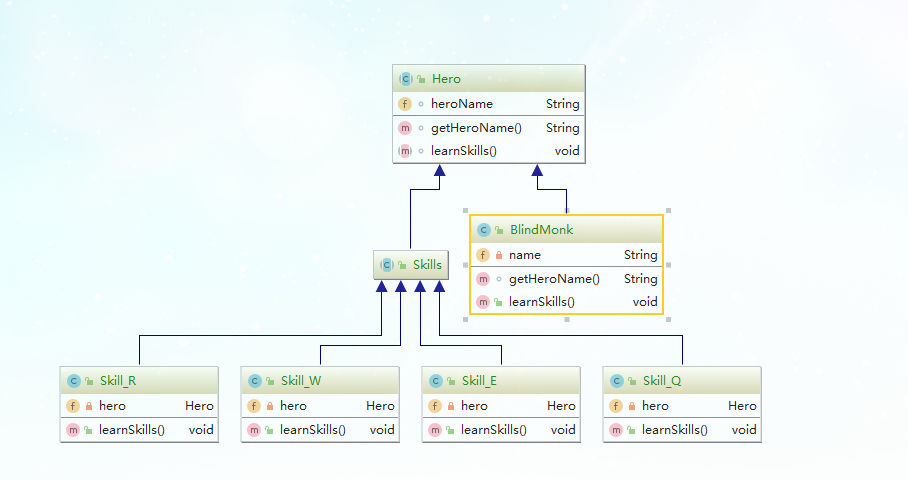 Hero
heroName String
getHeroName() String
learnSkills() void
BlindMonk
name String
getHeroName() String
learnSkills() void
Skills
Skill_R
hero Hero
learnSkills() void
Skill_W
hero Hero
learnSkills() void
Skill_E
hero Hero
learnSkills() void
Skill_Q
hero Hero
learnSkills() void